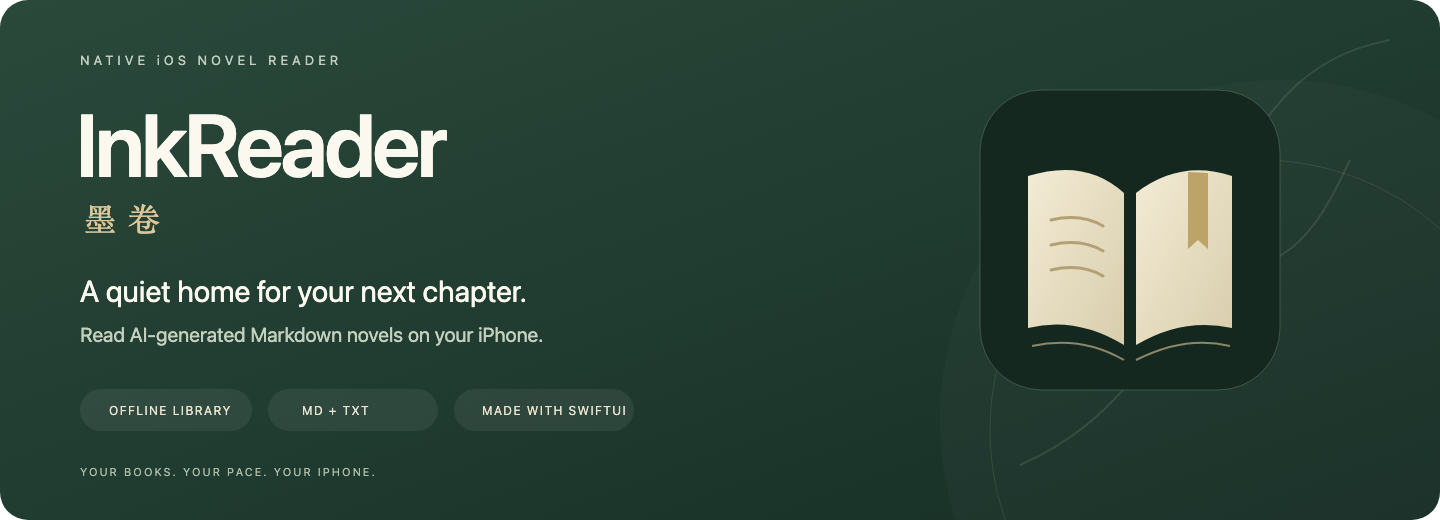 NATIVE iOS NOVEL READER
InkReader
墨卷
A quiet home for your next chapter.
Read AI-generated Markdown novels on your iPhone.
OFFLINE LIBRARY MD + TXT MADE WITH SWIFTUI
YOUR BOOKS. YOUR PACE. YOUR IPHONE.